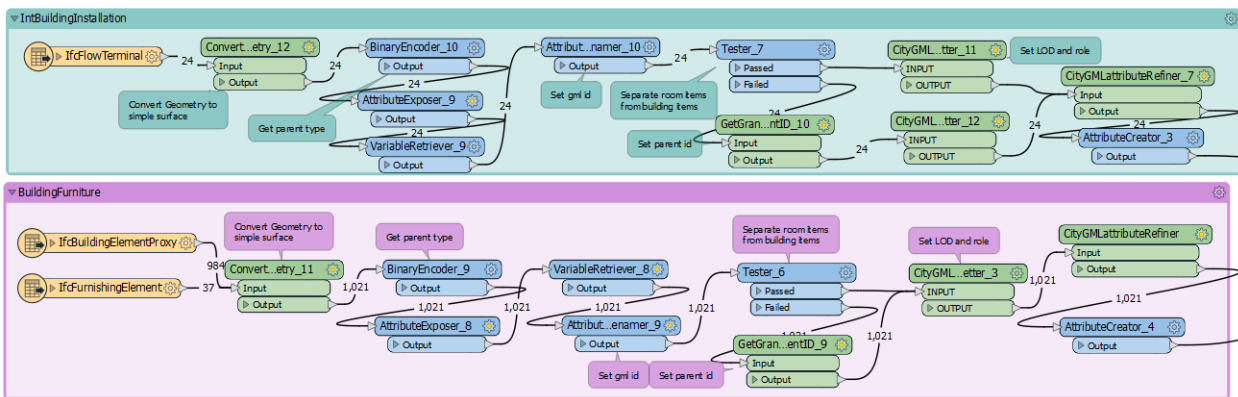 IntBuildingInstallation
IfcFlowTerminal
24
Convert...etry_12
Input
Output
Convert Geometry to
simple surface
24
BinaryEncoder_10
Output
24
Get parent type
AttributeExposer_9
Output
24
VariableRetriever_9
Output
24
Attribut...namer_10
Output
Set gml id
24
Tester_7
Passed
Failed
Separate room items
from building items
24
GetGran...ntID_10
Input
Output
Set parent id
24
CityGML...tter_11
INPUT
OUTPUT
Set LOD and role
CityGML...tter_12
INPUT
OUTPUT
24
CityGMLattributeRefiner_7
Input
Output
24
AttributeCreator_3
Output
BuildingFurniture
IfcBuildingElementProxy
984
IfcFurnishingElement
37
Convert Geometry to
simple surface
Convert...etry_11
Input
Output
1,021
Get parent type
BinaryEncoder_9
Output
1,021
AttributeExposer_8
Output
1,021
VariableRetriever_8
Output
1,021
Attribut...enamer_9
Output
Set gml id
1,021
Separate room items
from building items
Tester_6
Passed
Failed
1,021
GetGran...entID_9
Input
Output
Set parent id
1,021
Set LOD and role
CityGML...etter_3
INPUT
OUTPUT
1,021
CityGMLattributeRefiner
Input
Output
1,021
AttributeCreator_4
Output